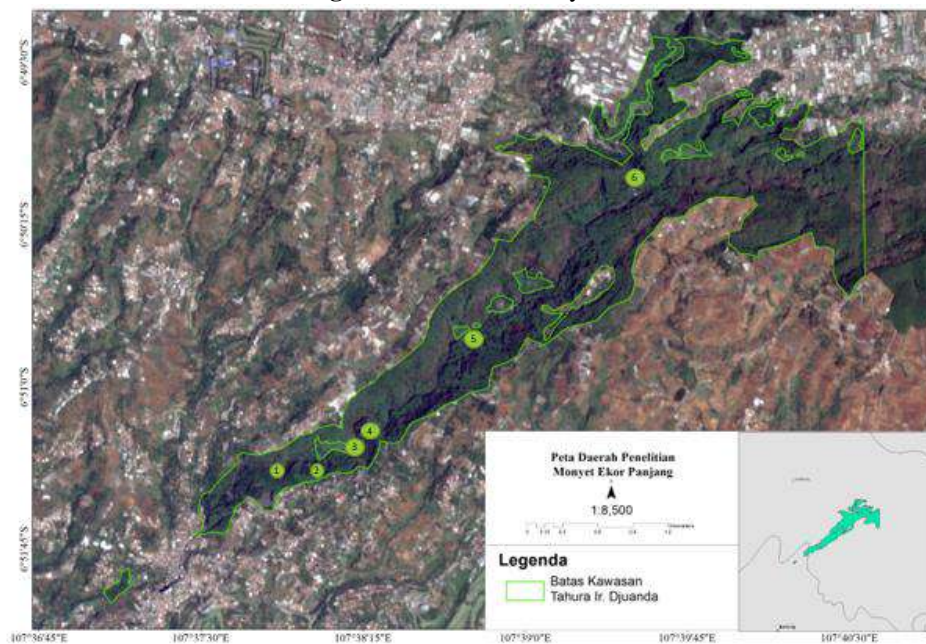 6°49'30"S
6°50'15"S
6°51'0"S
6°51'45"S
6
5
4
3
1
2
Peta Daerah Penelitian
Monyet Ekor Panjang
1:8,500
Legenda
Batas Kawasan
Tahura Ir. Djuanda
107°36'45"E
107°37'30"E
107°38'15"E
107°39'0"E
107°39'45"E
107°40'30"E